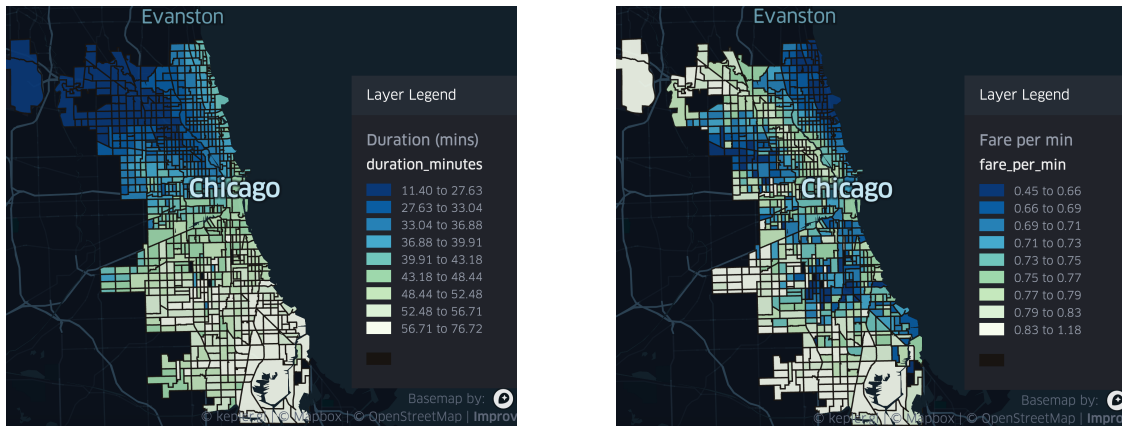 Evanston
Chicago
Layer Legend
Duration (mins)
duration_minutes
11.40 to 27.63
27.63 to 33.04
33.04 to 36.88
36.88 to 39.91
39.91 to 43.18
43.18 to 48.44
48.44 to 52.48
52.48 to 56.71
56.71 to 76.72
Basemap by:
© Mapbox | © OpenStreetMap | Improv
Evanston
Chicago
Layer Legend
Fare per min
fare_per_min
0.45 to 0.66
0.66 to 0.69
0.69 to 0.71
0.71 to 0.73
0.73 to 0.75
0.75 to 0.77
0.77 to 0.79
0.79 to 0.83
0.83 to 1.18
Basemap by:
© Mapbox | © OpenStreetMap | Impro